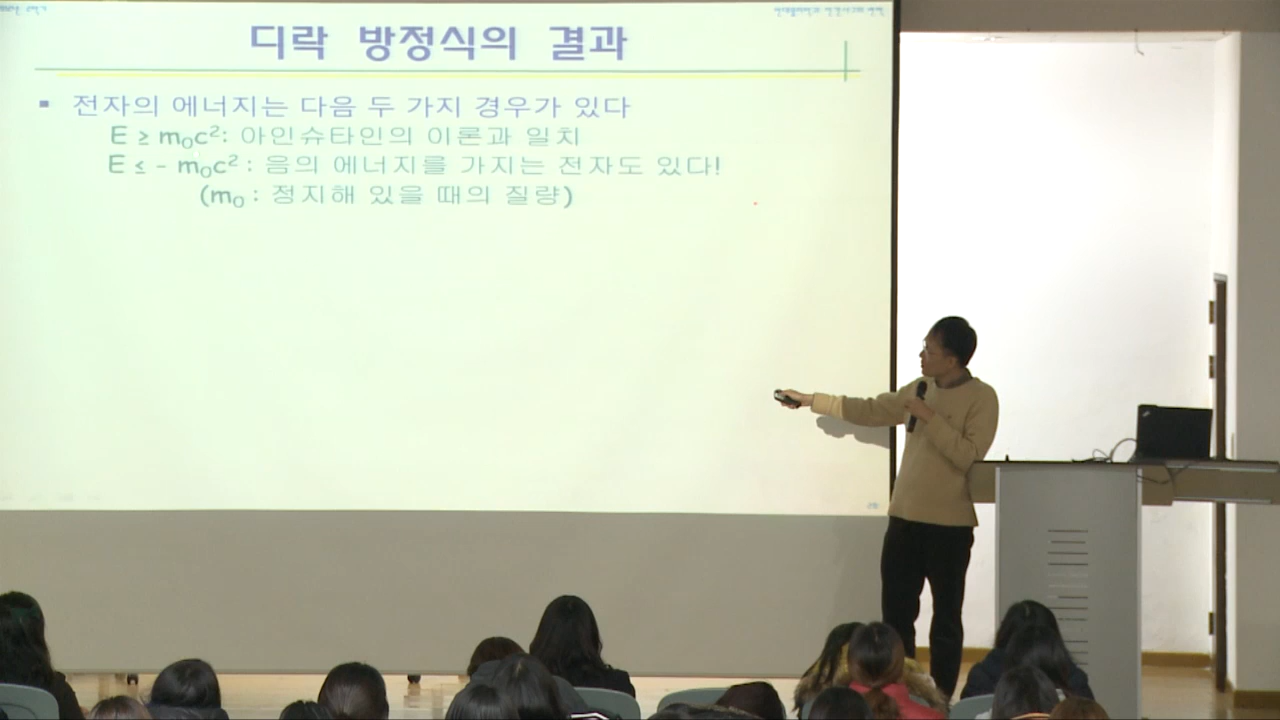 디락 방정식의 결과
▪ 전자의 에너지는 다음 두 가지 경우가 있다
E ≥ m₀c²: 아인슈타인의 이론과 일치
E ≤ - m₀c² : 음의 에너지를 가지는 전자도 있다!
(m₀ : 정지해 있을 때의 질량)